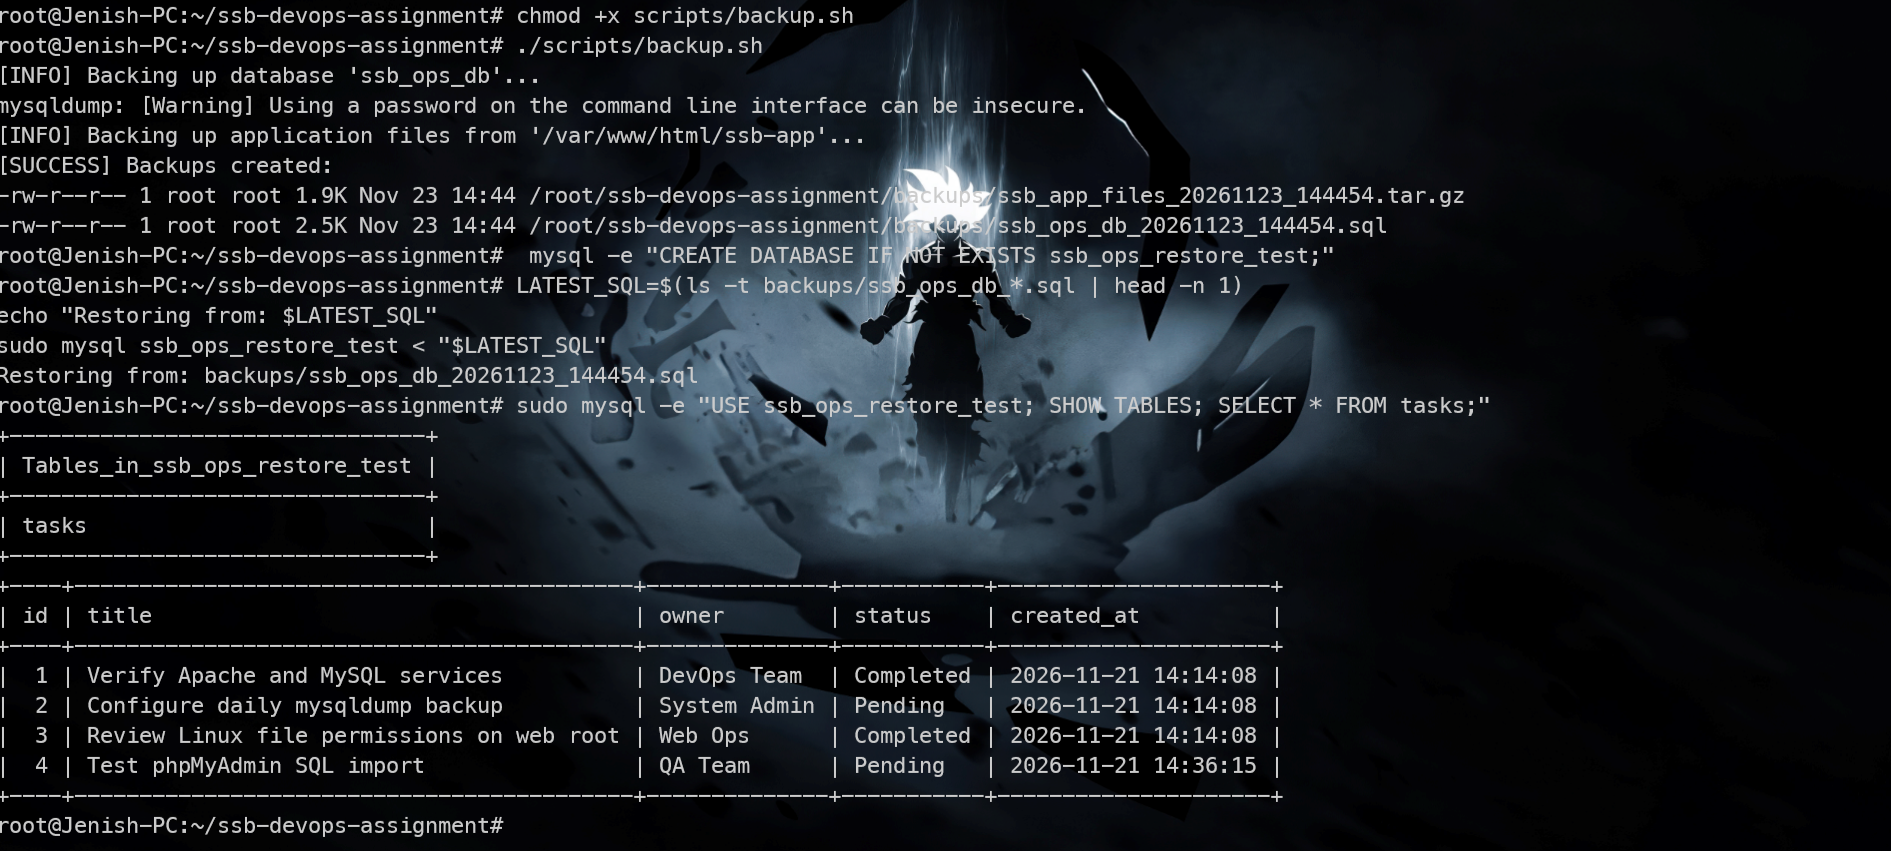 root@Jenish-PC:~/ssb-devops-assignment# chmod +x scripts/backup.sh
root@Jenish-PC:~/ssb-devops-assignment# ./scripts/backup.sh
[INFO] Backing up database 'ssb_ops_db'...
mysqldump: [Warning] Using a password on the command line interface can be insecure.
[INFO] Backing up application files from '/var/www/html/ssb-app'...
[SUCCESS] Backups created:
-rw-r--r-- 1 root root 1.9K Nov 23 14:44 /root/ssb-devops-assignment/backups/ssb_app_files_20261123_144454.tar.gz
-rw-r--r-- 1 root root 2.5K Nov 23 14:44 /root/ssb-devops-assignment/backups/ssb_ops_db_20261123_144454.sql
root@Jenish-PC:~/ssb-devops-assignment#  mysql -e "CREATE DATABASE IF NOT EXISTS ssb_ops_restore_test;"
root@Jenish-PC:~/ssb-devops-assignment# LATEST_SQL=$(ls -t backups/ssb_ops_db_*.sql | head -n 1)
echo "Restoring from: $LATEST_SQL"
sudo mysql ssb_ops_restore_test < "$LATEST_SQL"
Restoring from: backups/ssb_ops_db_20261123_144454.sql
root@Jenish-PC:~/ssb-devops-assignment# sudo mysql -e "USE ssb_ops_restore_test; SHOW TABLES; SELECT * FROM tasks;"
+--------------------------------+
| Tables_in_ssb_ops_restore_test |
+--------------------------------+
| tasks                          |
+--------------------------------+
+----+-------------------------------------------+--------------+-----------+---------------------+
| id | title                                     | owner        | status    | created_at          |
+----+-------------------------------------------+--------------+-----------+---------------------+
|  1 | Verify Apache and MySQL services          | DevOps Team  | Completed | 2026-11-21 14:14:08 |
|  2 | Configure daily mysqldump backup          | System Admin | Pending   | 2026-11-21 14:14:08 |
|  3 | Review Linux file permissions on web root | Web Ops      | Completed | 2026-11-21 14:14:08 |
|  4 | Test phpMyAdmin SQL import                | QA Team      | Pending   | 2026-11-21 14:36:15 |
+----+-------------------------------------------+--------------+-----------+---------------------+
root@Jenish-PC:~/ssb-devops-assignment#